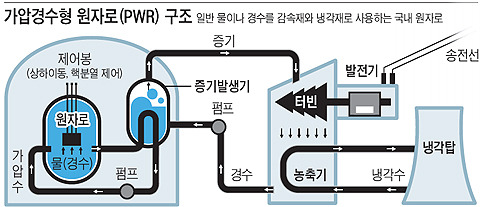 가압경수형 원자로(PWR) 구조 일반 물이나 경수를 감속재와 냉각재로 사용하는 국내 원자로
증기
송전선
제어봉
(상하이동, 핵분열 제어)
발전기
증기발생기
터빈
원자로
펌프
물(경수)
냉각탑
가압수
펌프
경수
농축기
냉각수